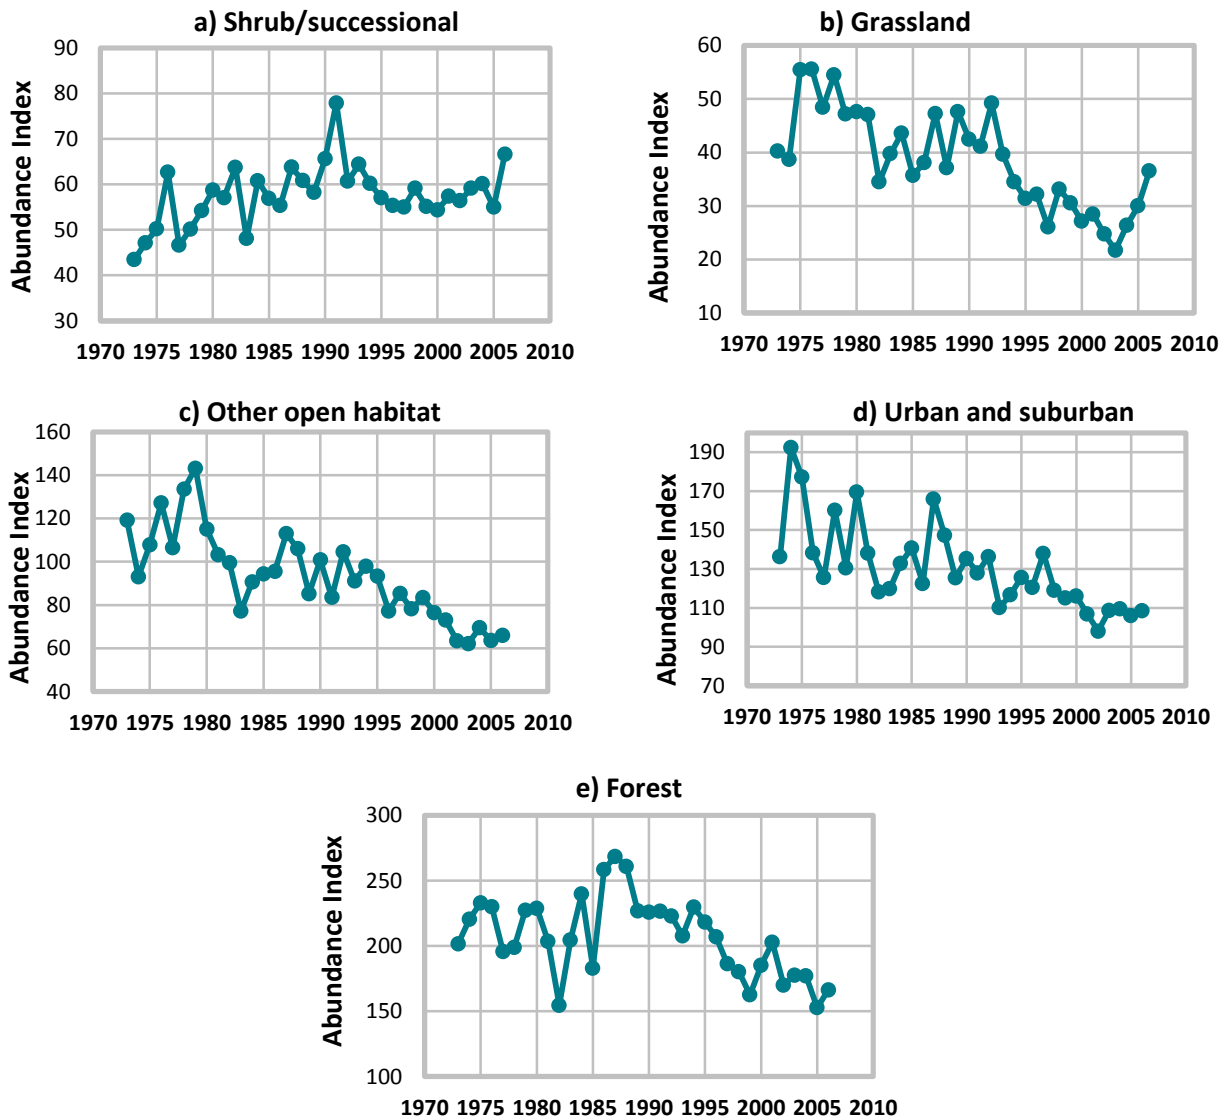 a) Shrub/successional
Abundance Index
90
80
70
60
50
40
30
1970 1975 1980 1985 1990 1995 2000 2005 2010
b) Grassland
Abundance Index
60
50
40
30
20
10
1970 1975 1980 1985 1990 1995 2000 2005 2010
c) Other open habitat
Abundance Index
160
140
120
100
80
60
40
1970 1975 1980 1985 1990 1995 2000 2005 2010
d) Urban and suburban
Abundance Index
190
170
150
130
110
90
70
1970 1975 1980 1985 1990 1995 2000 2005 2010
e) Forest
Abundance Index
300
250
200
150
100
1970 1975 1980 1985 1990 1995 2000 2005 2010